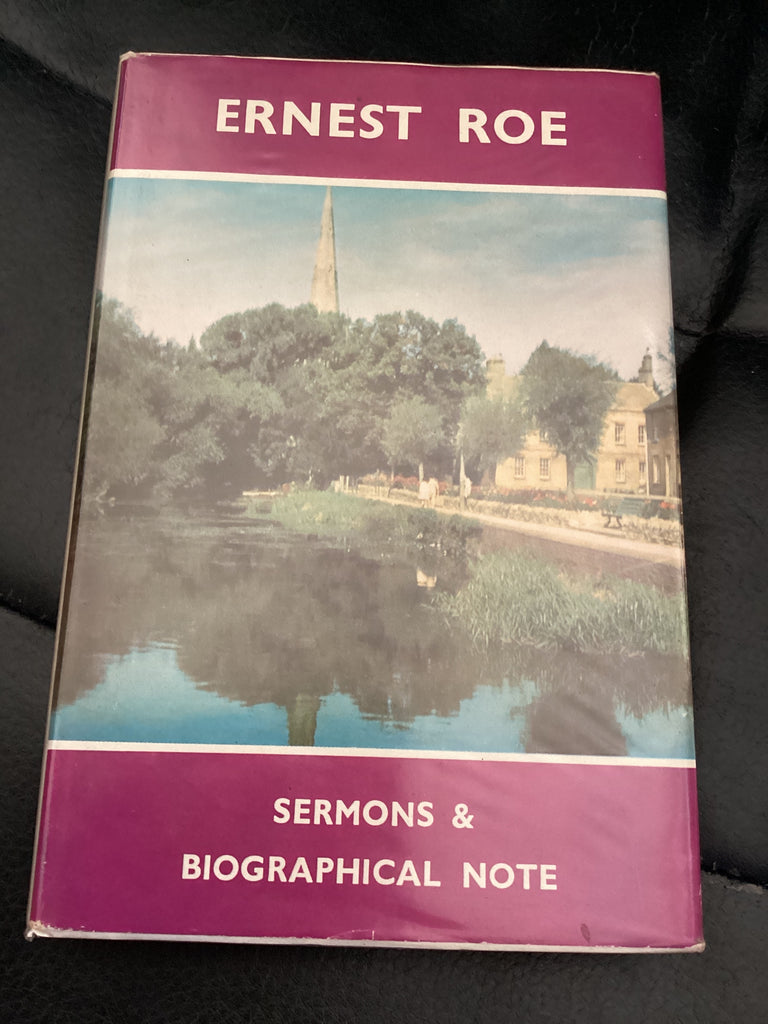 ERNEST ROE
SERMONS &
BIOGRAPHICAL NOTE